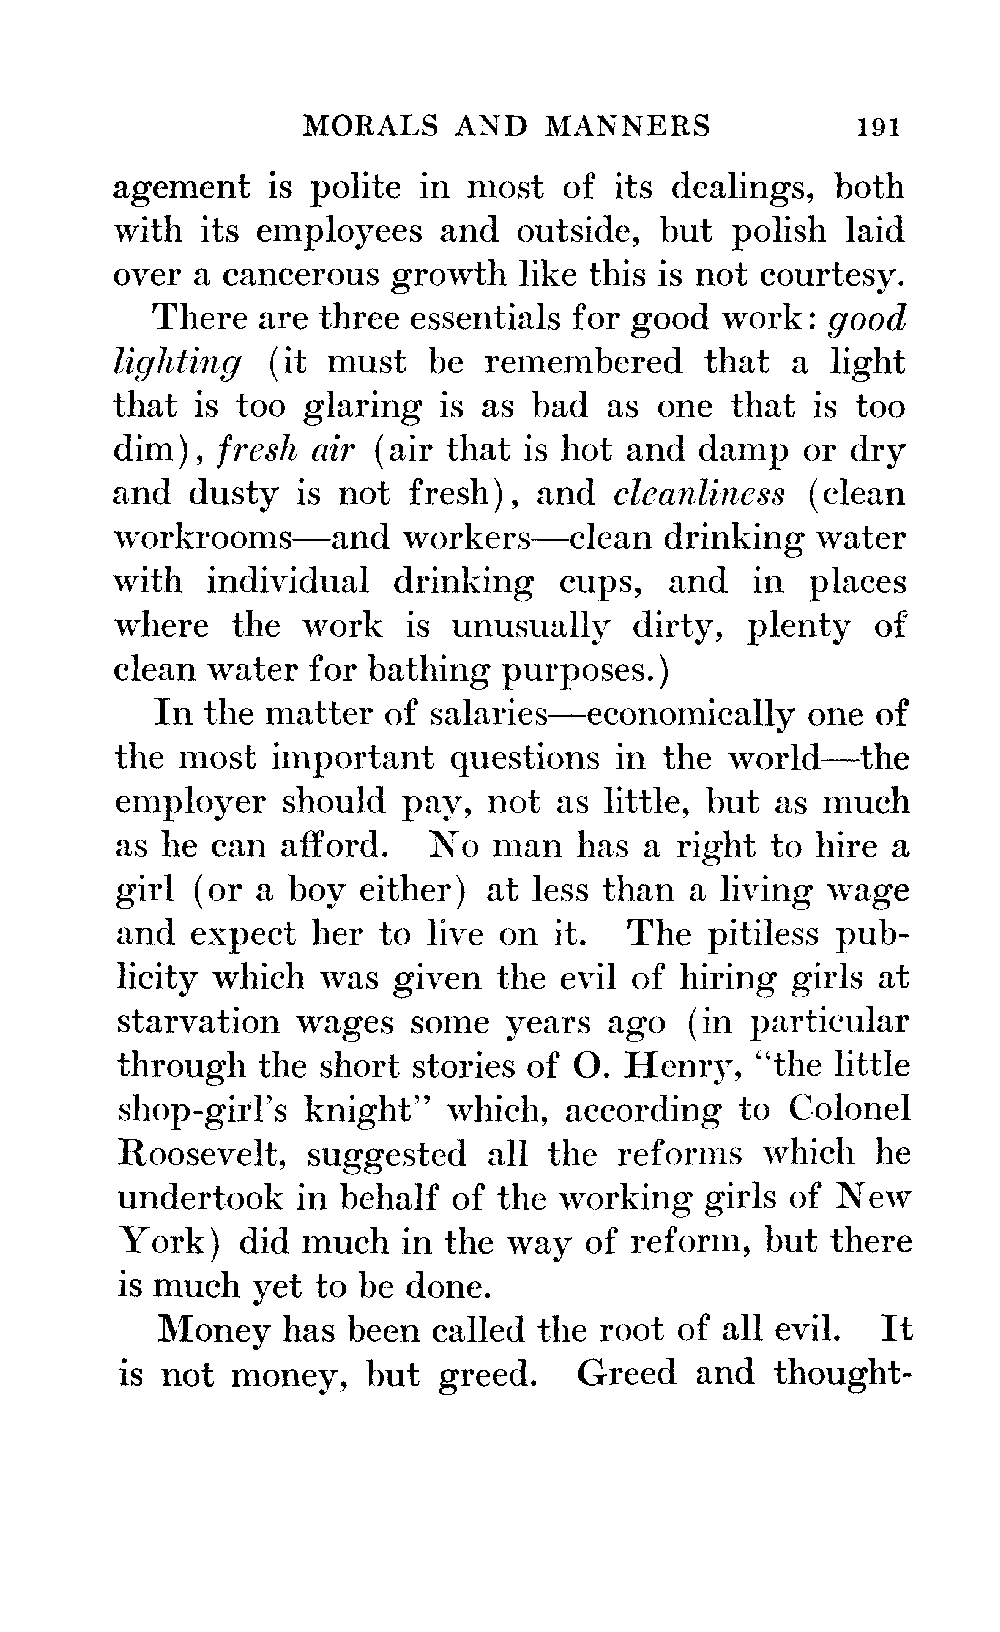 MORALS AND MANNERS 191
agement is polite in most of its dealings, both
with its employees and outside, but polish laid
over a cancerous growth like this is not courtesy.
There are three essentials for good work: good
lighting (it must be remembered that a light
that is too glaring is as bad as one that is too
dim), fresh air (air that is hot and damp or dry
and dusty is not fresh), and cleanliness (clean
workrooms—and workers—clean drinking water
with individual drinking cups, and in places
where the work is unusually dirty, plenty of
clean water for bathing purposes.)
In the matter of salaries—economically one of
the most important questions in the world—the
employer should pay, not as little, but as much
as he can afford. No man has a right to hire a
girl (or a boy either) at less than a living wage
and expect her to live on it. The pitiless pub-
licity which was given the evil of hiring girls at
starvation wages some years ago (in particular
through the short stories of O. Henry, "the little
shop-girl's knight" which, according to Colonel
Roosevelt, suggested all the reforms which he
undertook in behalf of the working girls of New
York) did much in the way of reform, but there
is much yet to be done.
Money has been called the root of all evil. It
is not money, but greed. Greed and thought-